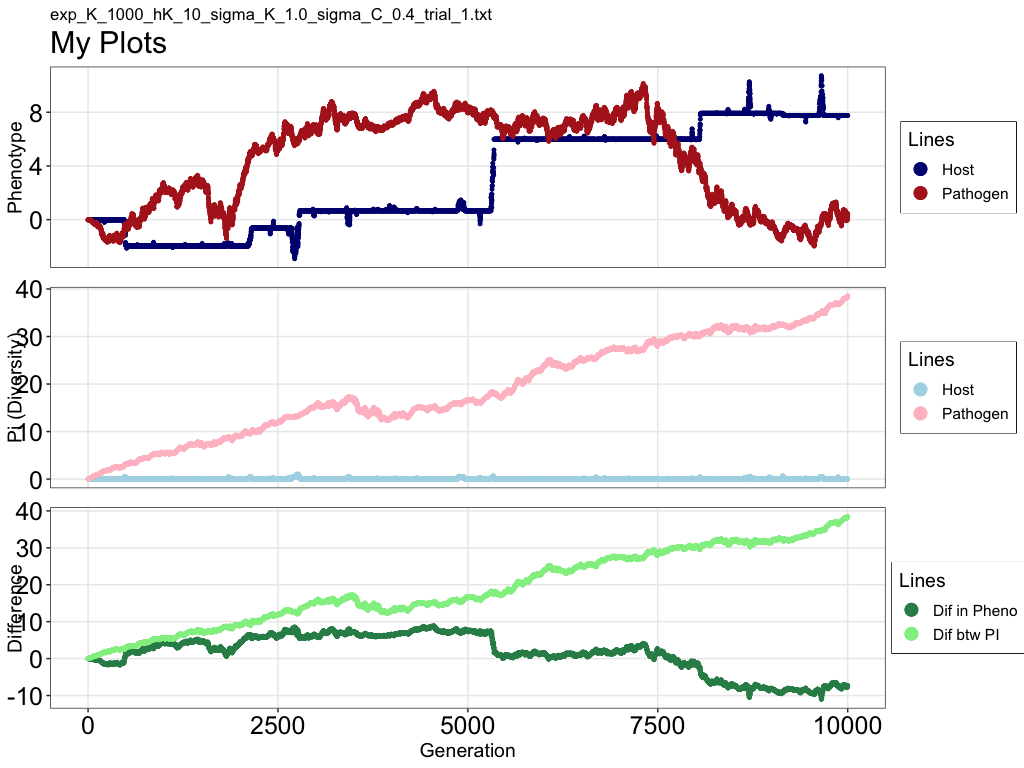 exp_K_1000_hK_10_sigma_K_1.0_sigma_C_0.4_trial_1.txt
My Plots
Phenotype
8
4
0
Lines
Host
Pathogen
Pi (Diversity)
40
30
20
10
0
Lines
Host
Pathogen
Difference
40
30
20
10
0
-10
Lines
Dif in Pheno
Dif btw PI
0 2500 5000 7500 10000
Generation